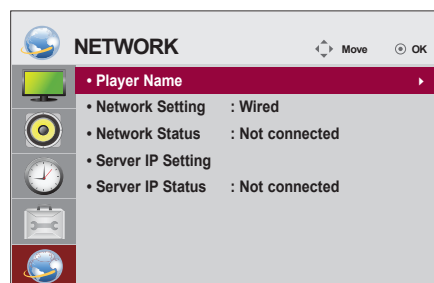 NETWORK Move OK
• Player Name
• Network Setting : Wired
• Network Status : Not connected
• Server IP Setting
• Server IP Status : Not connected